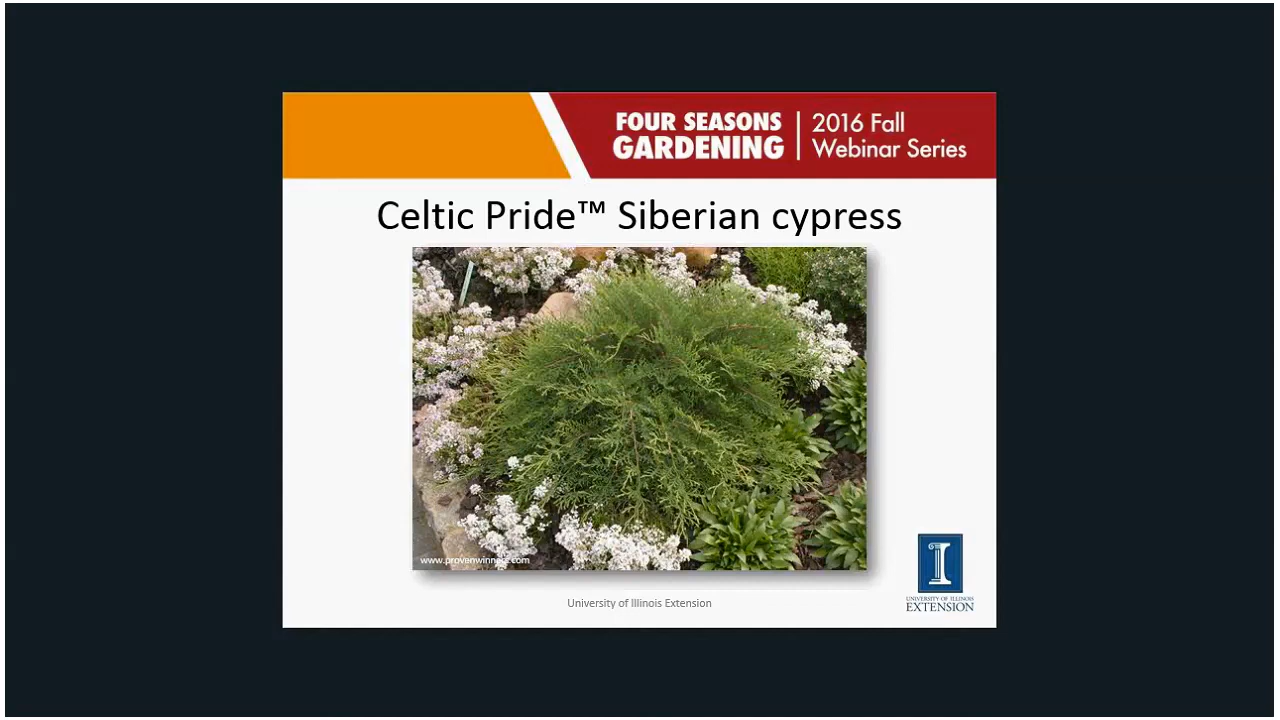 FOUR SEASONS
GARDENING
2016 Fall
Webinar Series
Celtic Pride™ Siberian cypress
www.provenwinners.com
University of Illinois Extension
I
UNIVERSITY OF ILLINOIS
EXTENSION